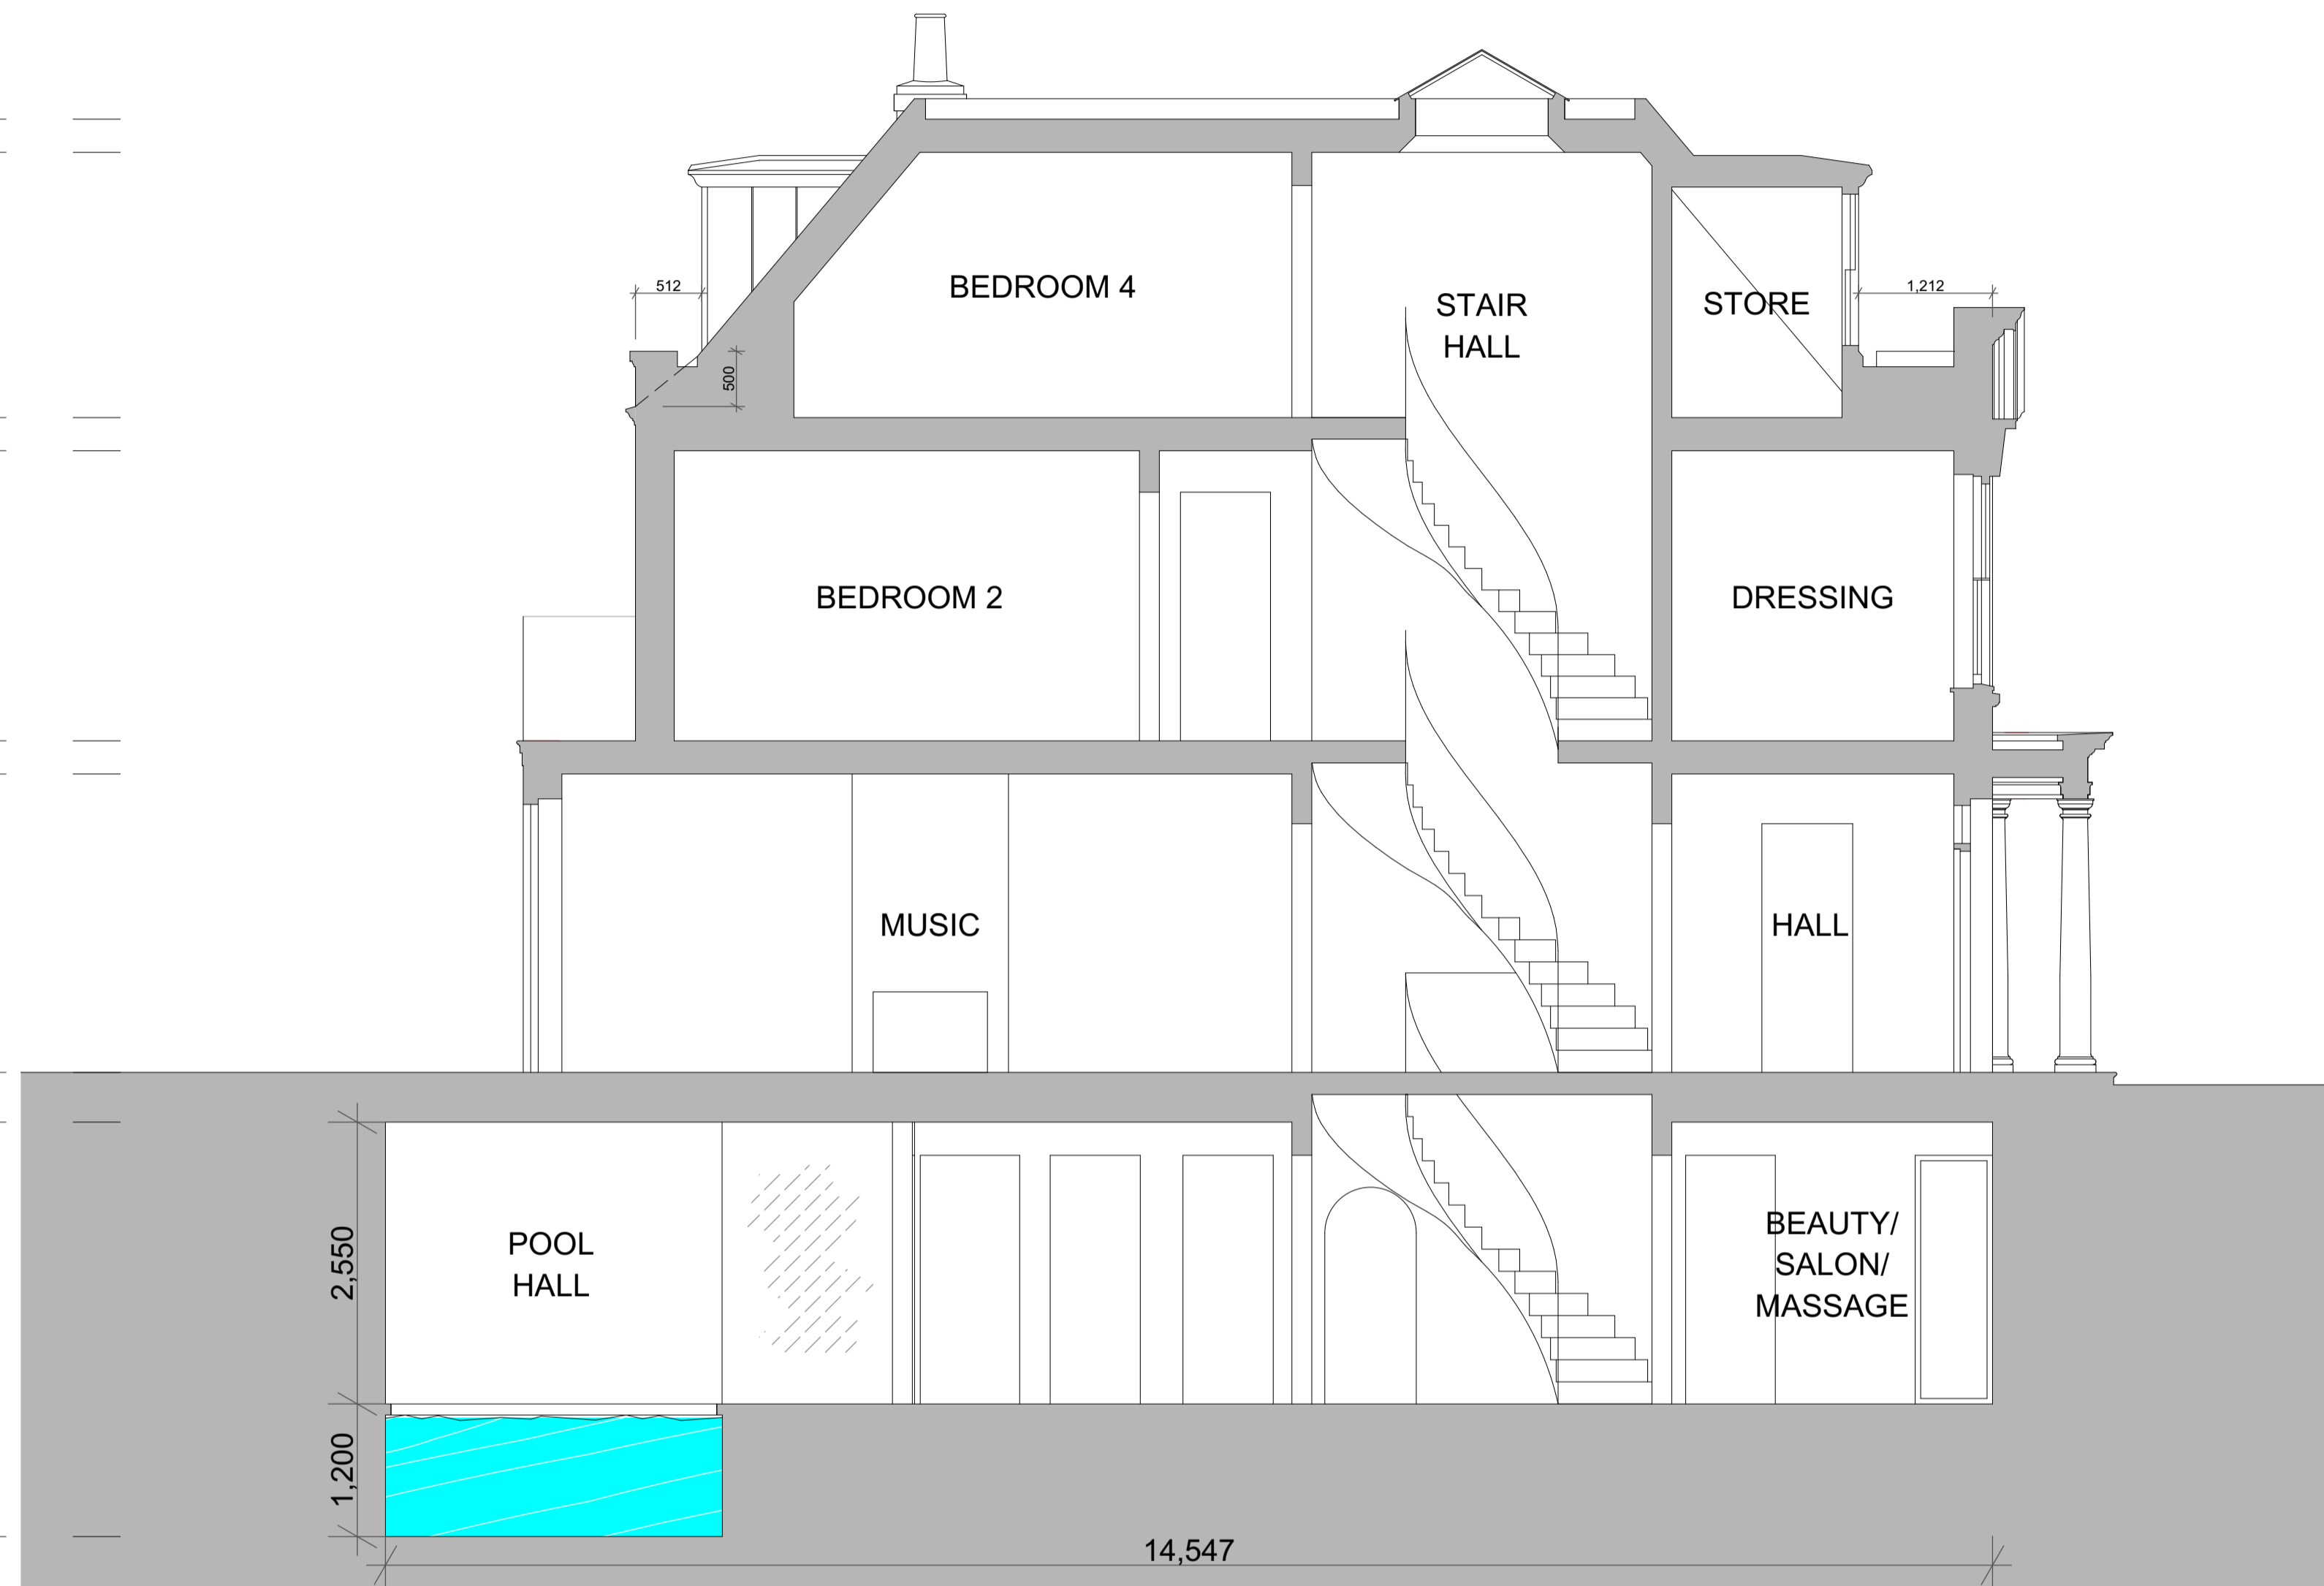 BEDROOM 4
512
STAIR
HALL
STORE
1,212
500
BEDROOM 2
DRESSING
MUSIC
HALL
POOL
HALL
BEAUTY/
SALON/
MASSAGE
2,550
1,200
14,547